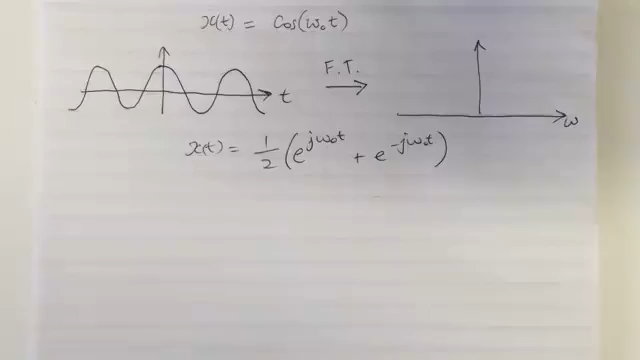 x(t) = Cos(ω₀t)
F.T.
t
ω
x(t) = 1/2 (e^{jω₀t} + e^{-jω₀t})